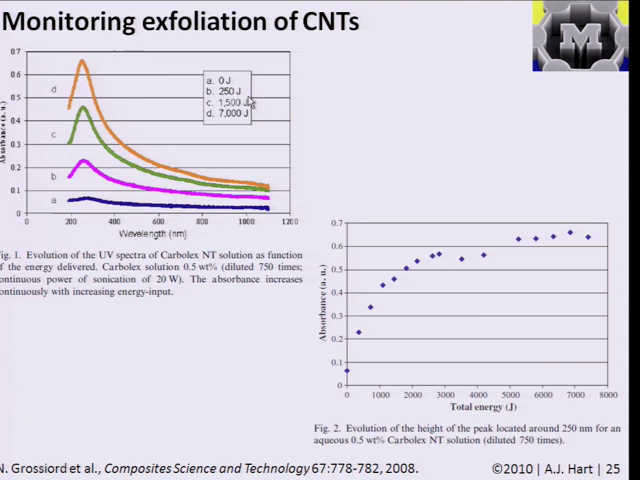 Monitoring exfoliation of CNTs
M
0.7
0.6
0.5
0.4
0.3
0.2
0.1
0
Absorbance (a. u.)
d
c
b
a
a. 0 J
b. 250 J
c. 1,500 J
d. 7,000 J
0 200 400 600 800 1000 1200
Wavelength (nm)
Fig. 1. Evolution of the UV spectra of Carbolex NT solution as function
of the energy delivered. Carbolex solution 0.5 wt% (diluted 750 times;
continuous power of sonication of 20 W). The absorbance increases
continuously with increasing energy-input.
0.7
0.6
0.5
0.4
0.3
0.2
0.1
0
Absorbance (a. u.)
0 1000 2000 3000 4000 5000 6000 7000 8000
Total energy (J)
Fig. 2. Evolution of the height of the peak located around 250 nm for an
aqueous 0.5 wt% Carbolex NT solution (diluted 750 times).
N. Grossiord et al., Composites Science and Technology 67:778-782, 2008.
©2010 | A.J. Hart | 25